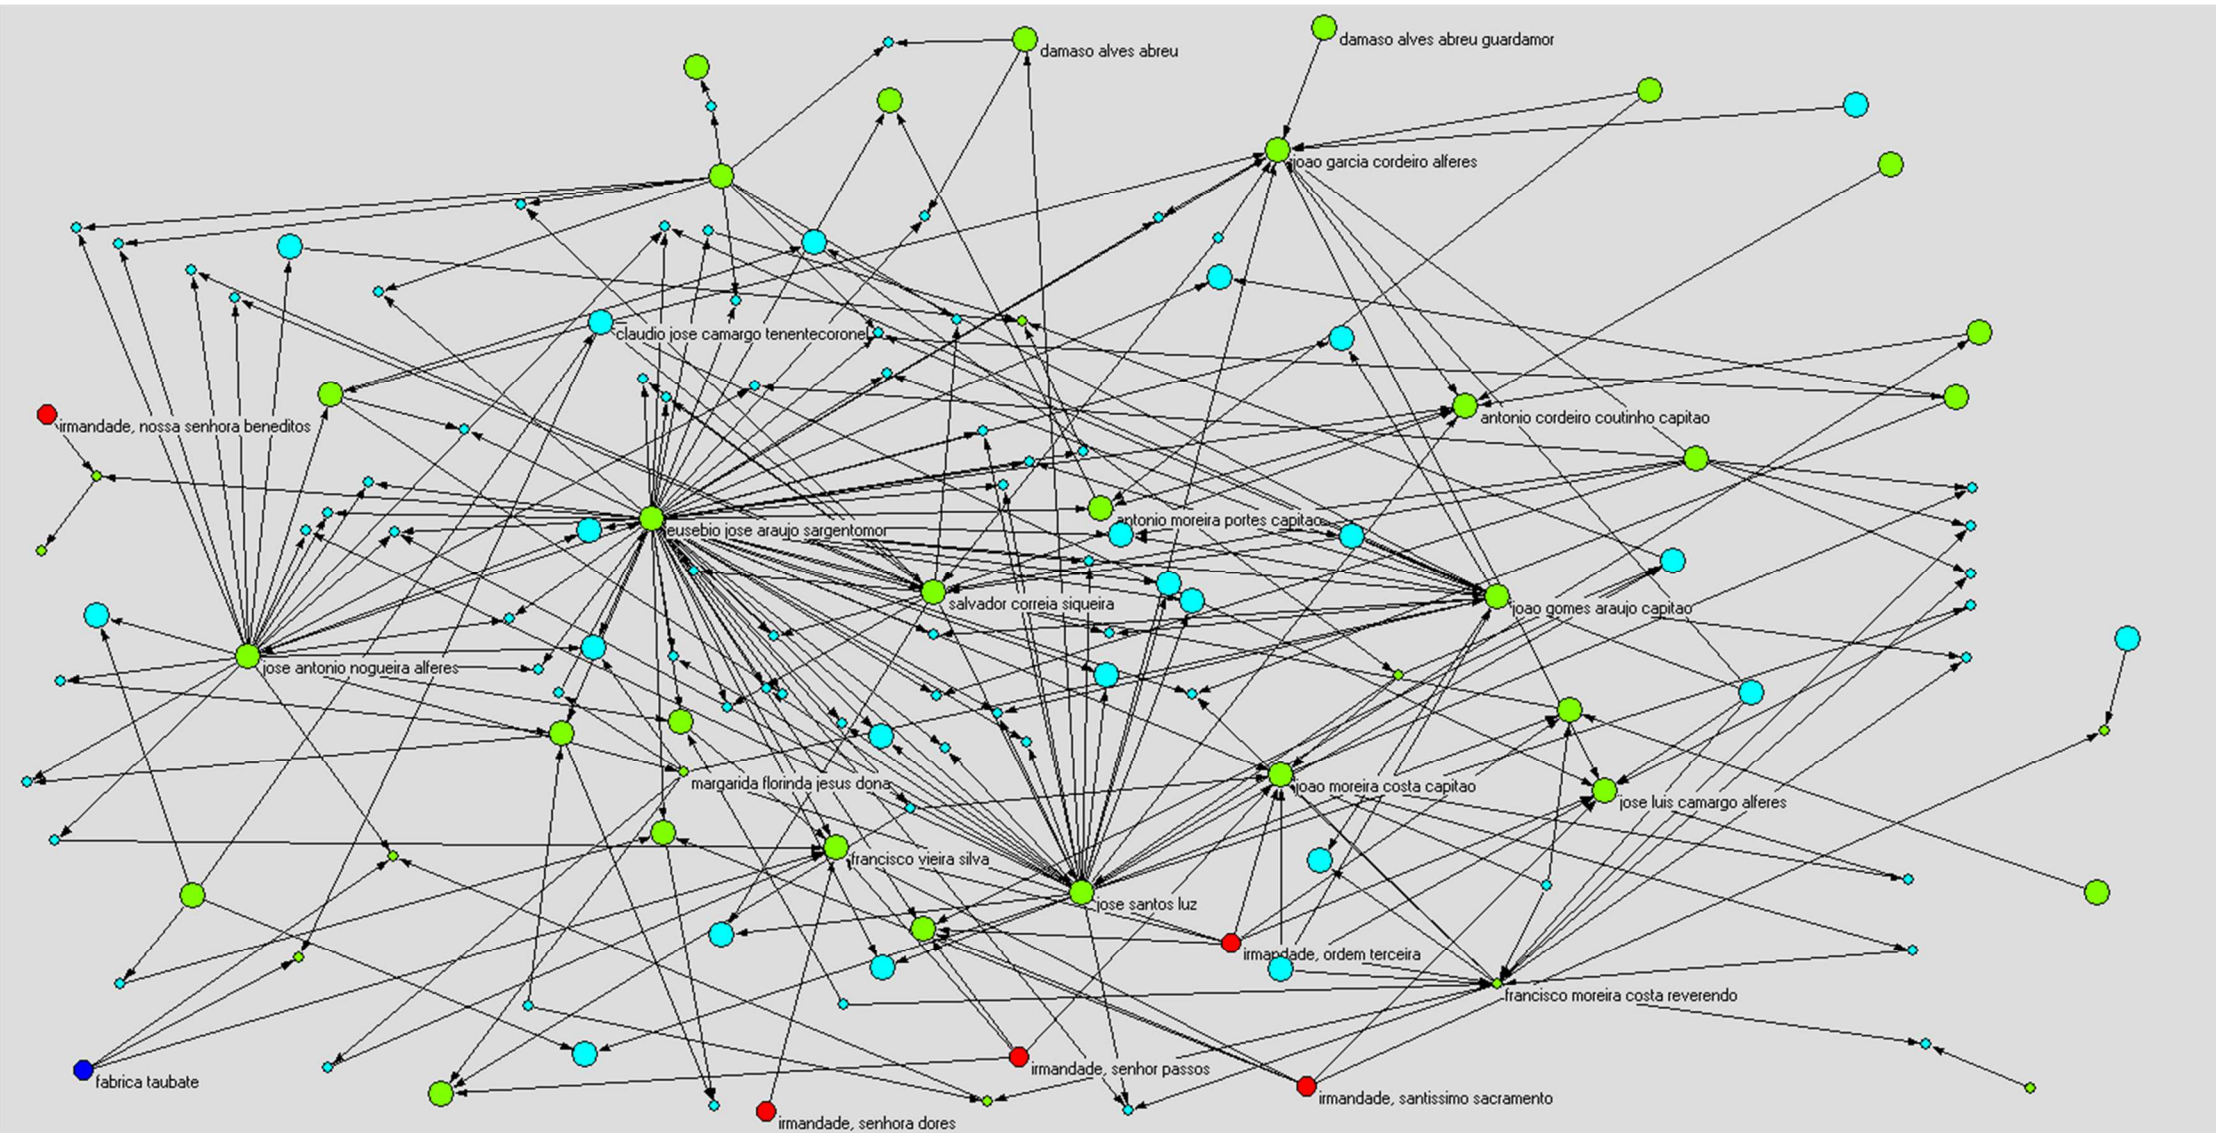 damaso alves abreu guardamor
damaso alves abreu
joao garcia cordeiro alferes
claudio jose camargo tenentecoronel
antonio cordeiro coutinho capitao
irmandade, nossa senhora beneditos
antonio moreira portes capitao
eusebio jose araujo sargentomor
salvador correia siqueira
joao gomes araujo capitao
jose antonio nogueira alferes
margarida florinda jesus dona
joao moreira costa capitao
jose luis camargo alferes
francisco vieira silva
jose santos luz
irmandade, ordem terceira
francisco moreira costa reverendo
irmandade, senhor passos
fabrica taubate
irmandade, santissimo sacramento
irmandade, senhora dores